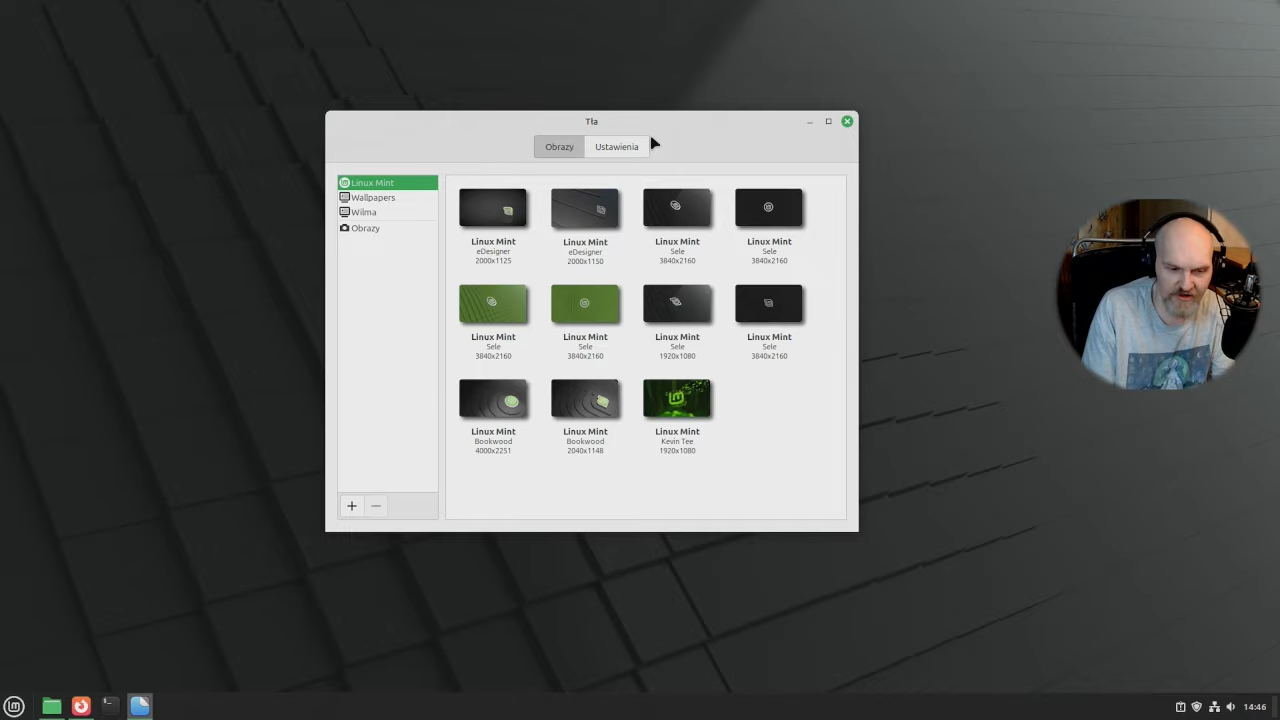 Tła
Obrazy Ustawienia
Linux Mint
Wallpapers
Wilma
Obrazy
Linux Mint Linux Mint Linux Mint Linux Mint
eDesigner eDesigner Sele Sele
2000x1125 2000x1150 3840x2160 3840x2160
Linux Mint Linux Mint Linux Mint Linux Mint
Sele Sele Sele Sele
3840x2160 3840x2160 1920x1080 3840x2160
Linux Mint Linux Mint Linux Mint
Bookwood Bookwood Kevin Tee
4000x2251 2040x1148 1920x1080
14:46